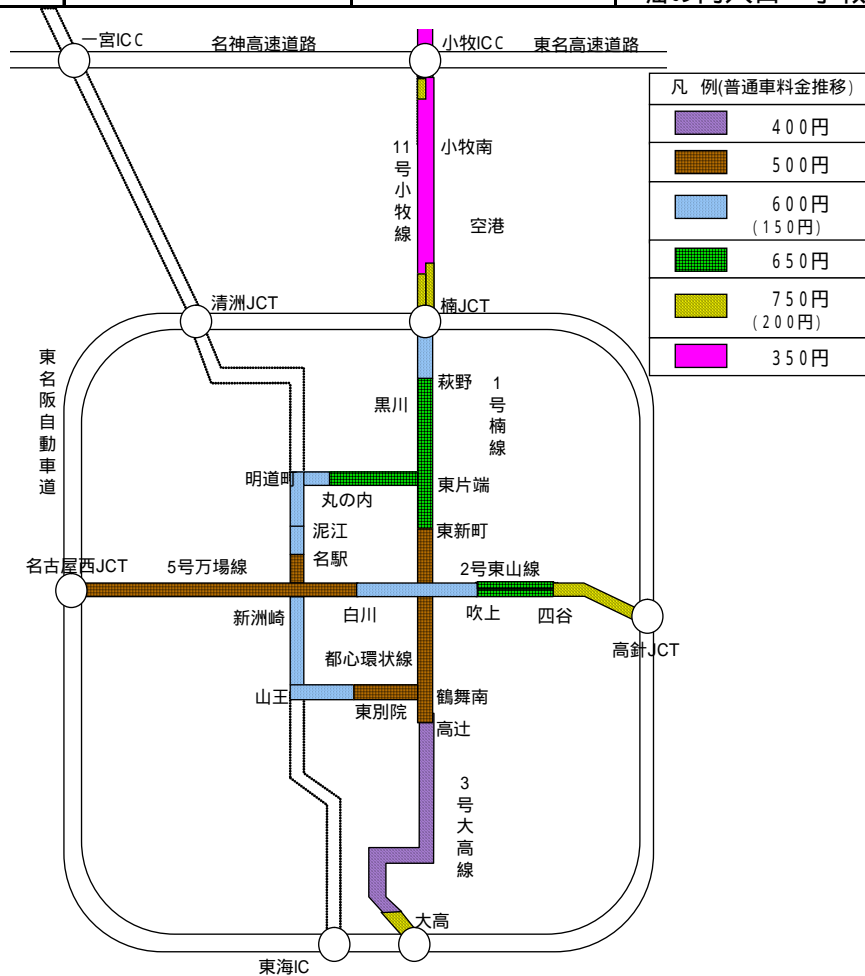 一宮IC
名神高速道路
小牧IC
東名高速道路
凡 例(普通車料金推移)
400円
500円
600円
(150円)
650円
750円
(200円)
350円
11号小牧線
小牧南
空港
清洲JCT
楠JCT
東名阪自動車道
萩野
黒川
1号楠線
明道町
丸の内
東片端
泥江
東新町
名駅
名古屋西JCT
5号万場線
2号東山線
新洲崎
白川
吹上
四谷
高針JCT
都心環状線
山王
東別院
鶴舞南
高辻
3号大高線
大高
東海IC